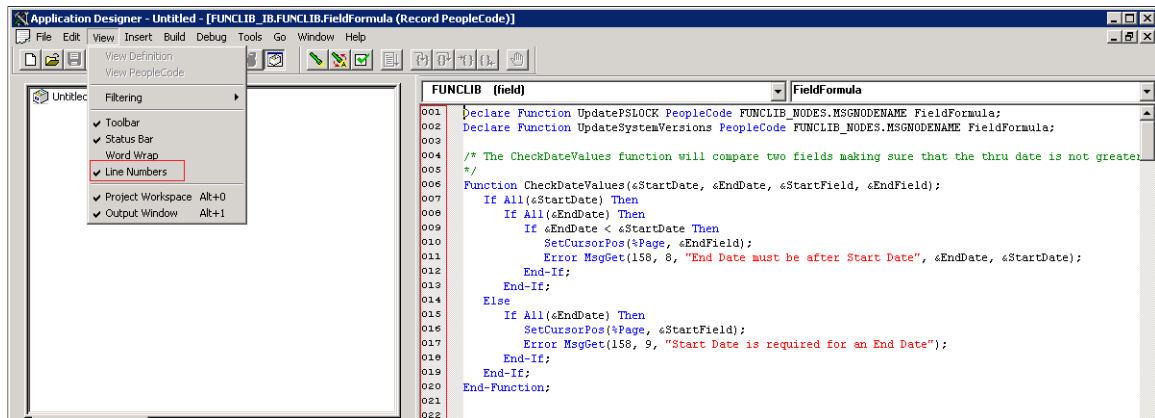 Application Designer - Untitled - [FUNCLIB_IB.FUNCLIB.FieldFormula (Record PeopleCode)]
File Edit View Insert Build Debug Tools Go Window Help
View Definition
View PeopleCode
Filtering
Toolbar
Status Bar
Word Wrap
Line Numbers
Project Workspace Alt+0
Output Window Alt+1
Untitled
FUNCLIB (field)
FieldFormula
001 Declare Function UpdatePSLOCK PeopleCode FUNCLIB_NODES.MSGNODENAME FieldFormula;
002 Declare Function UpdateSystemVersions PeopleCode FUNCLIB_NODES.MSGNODENAME FieldFormula;
003
004 /* The CheckDateValues function will compare two fields making sure that the thru date is not greater
005 */
006 Function CheckDateValues(&StartDate, &EndDate, &StartField, &EndField);
007 If All(&StartDate) Then
008 If All(&EndDate) Then
009 If &EndDate < &StartDate Then
010 SetCursorPos(%Page, &EndField);
011 Error MsgGet(158, 8, "End Date must be after Start Date", &EndDate, &StartDate);
012 End-If;
013 End-If;
014 Else
015 If All(&EndDate) Then
016 SetCursorPos(%Page, &StartField);
017 Error MsgGet(158, 9, "Start Date is required for an End Date");
018 End-If;
019 End-If;
020 End-Function;
021
022